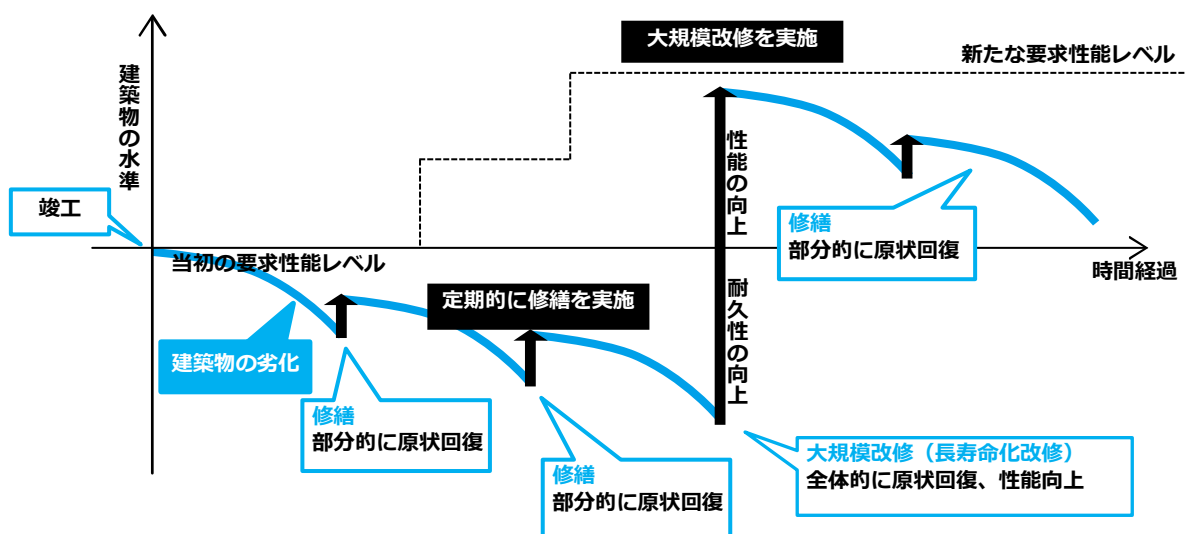 大規模改修を実施
新たな要求性能レベル
建築物の水準
竣工
性能の向上
修繕
部分的に原状回復
当初の要求性能レベル
時間経過
定期的に修繕を実施
耐久性の向上
建築物の劣化
修繕
部分的に原状回復
大規模改修（長寿命化改修）
全体的に原状回復、性能向上
修繕
部分的に原状回復